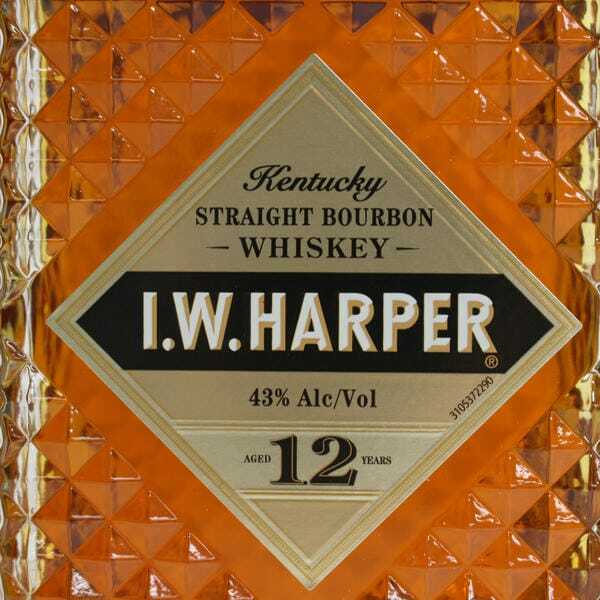 Kentucky
STRAIGHT BOURBON
– WHISKEY –
I.W. HARPER ®
43% Alc/Vol
3105372290
AGED 12 YEARS